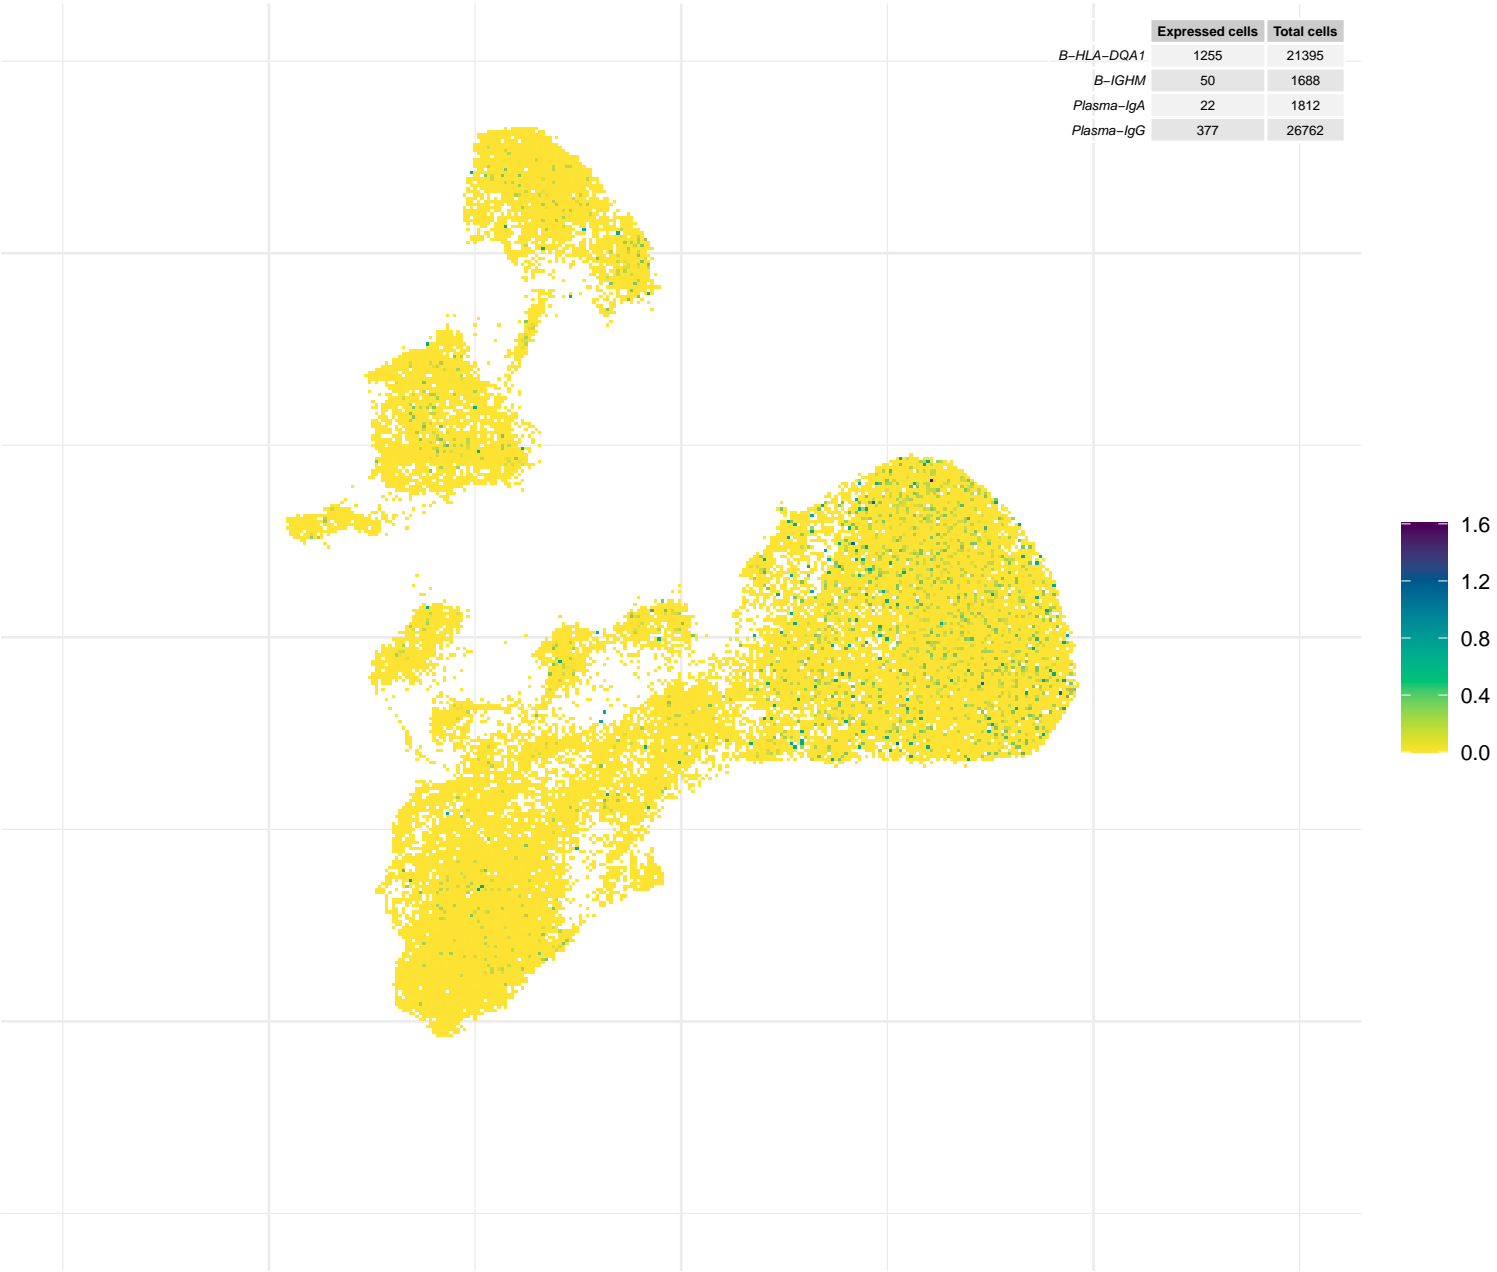 Expressed cells Total cells
B−HLA−DQA1 1255 21395
B−IGHM 50 1688
Plasma−IgA 22 1812
Plasma−IgG 377 26762
1.6
1.2
0.8
0.4
0.0